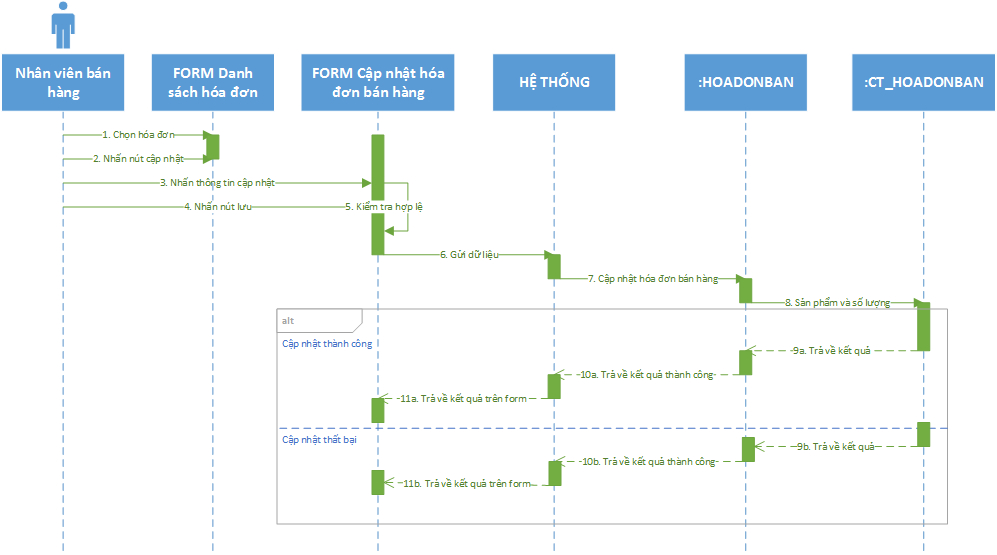 Nhân viên bán
hàng
FORM Danh
sách hóa đơn
FORM Cập nhật hóa
đơn bán hàng
HỆ THỐNG
:HOADONBAN
:CT_HOADONBAN
1. Chọn hóa đơn
2. Nhấn nút cập nhật
3. Nhấn thông tin cập nhật
4. Nhấn nút lưu
5. Kiểm tra hợp lệ
6. Gửi dữ liệu
7. Cập nhật hóa đơn bán hàng
8. Sản phẩm và số lượng
alt
Cập nhật thành công
9a. Trả về kết quả
10a. Trả về kết quả thành công
11a. Trả về kết quả trên form
Cập nhật thất bại
9b. Trả về kết quả
10b. Trả về kết quả thành công
11b. Trả về kết quả trên form